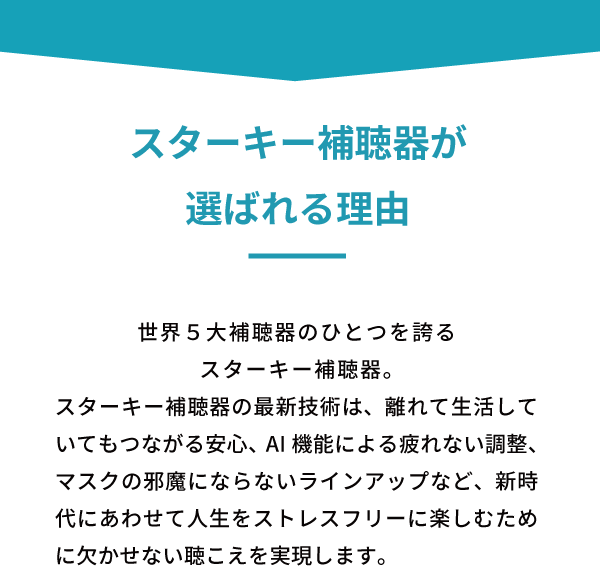 スターキー補聴器が
選ばれる理由
世界５大補聴器のひとつを誇る
スターキー補聴器。
スターキー補聴器の最新技術は、離れて生活して
いてもつながる安心、AI 機能による疲れない調整、
マスクの邪魔にならないラインアップなど、新時
代にあわせて人生をストレスフリーに楽しむため
に欠かせない聴こえを実現します。